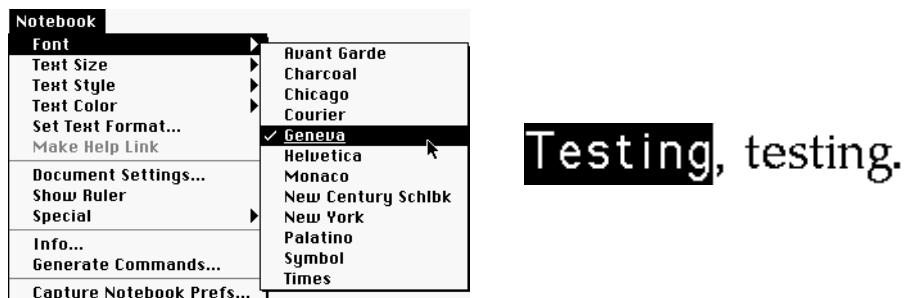 Notebook
Font
Text Size
Text Style
Text Color
Set Text Format...
Make Help Link
Document Settings...
Show Ruler
Special
Info...
Generate Commands...
Capture Notebook Prefs...
Avant Garde
Charcoal
Chicago
Courier
✓ Geneva
Helvetica
Monaco
New Century Schlbk
New York
Palatino
Symbol
Times
Testing, testing.